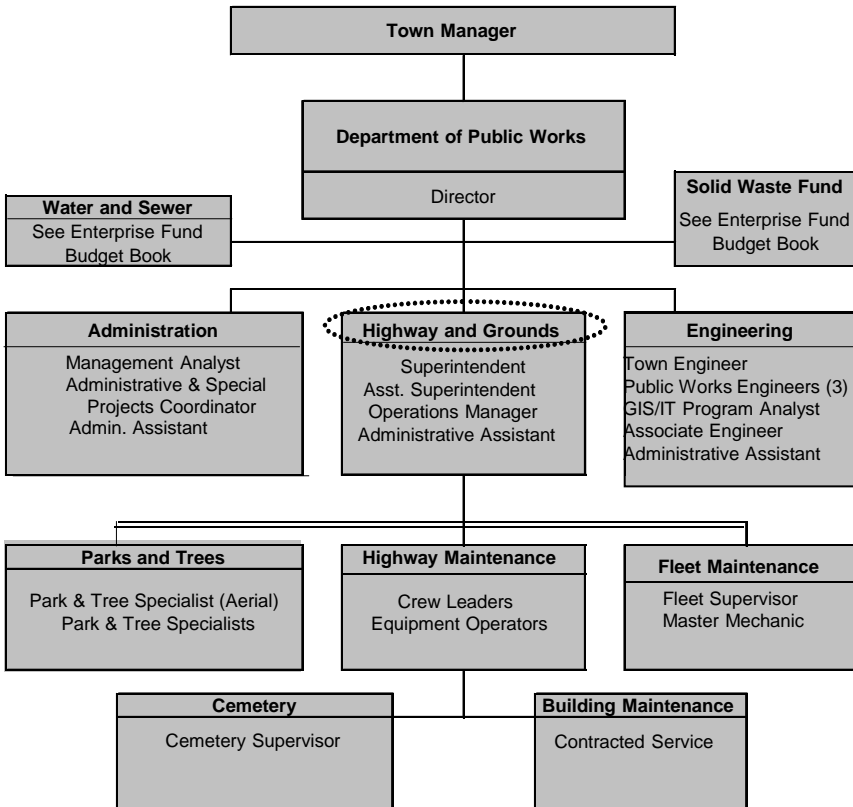 Town Manager
Department of Public Works
Director
Water and Sewer
See Enterprise Fund
Budget Book
Solid Waste Fund
See Enterprise Fund
Budget Book
Administration
Management Analyst
Administrative & Special
Projects Coordinator
Admin. Assistant
Highway and Grounds
Superintendent
Asst. Superintendent
Operations Manager
Administrative Assistant
Engineering
Town Engineer
Public Works Engineers (3)
GIS/IT Program Analyst
Associate Engineer
Administrative Assistant
Parks and Trees
Park & Tree Specialist (Aerial)
Park & Tree Specialists
Highway Maintenance
Crew Leaders
Equipment Operators
Fleet Maintenance
Fleet Supervisor
Master Mechanic
Cemetery
Cemetery Supervisor
Building Maintenance
Contracted Service